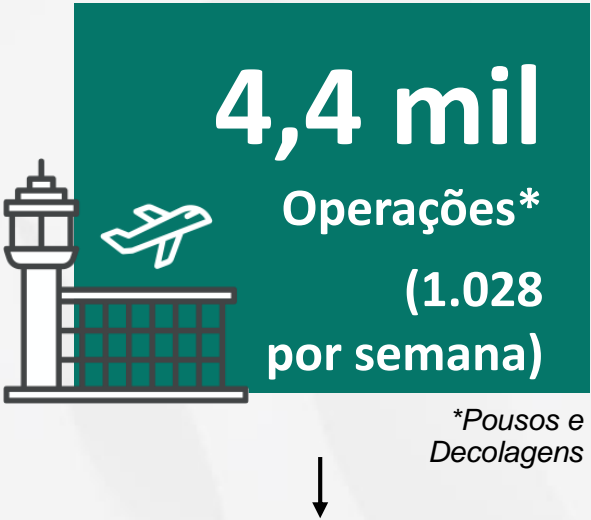 4,4 mil
Operações*
(1.028
por semana)
*Pousos e
Decolagens